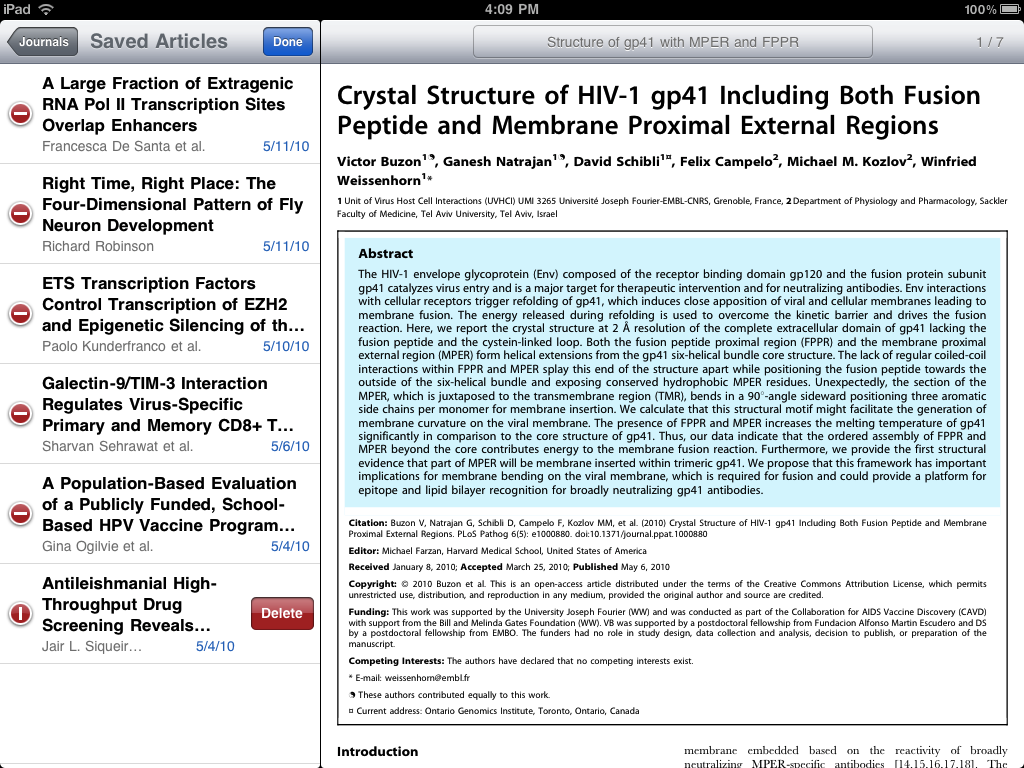 iPad
4:09 PM
100%
Journals
Saved Articles
Done
Structure of gp41 with MPER and FPPR
1 / 7
A Large Fraction of Extragenic
RNA Pol II Transcription Sites
Overlap Enhancers
Francesca De Santa et al.
5/11/10
Right Time, Right Place: The
Four-Dimensional Pattern of Fly
Neuron Development
Richard Robinson
5/11/10
ETS Transcription Factors
Control Transcription of EZH2
and Epigenetic Silencing of th…
Paolo Kunderfranco et al.
5/10/10
Galectin-9/TIM-3 Interaction
Regulates Virus-Specific
Primary and Memory CD8+ T…
Sharvan Sehrawat et al.
5/6/10
A Population-Based Evaluation
of a Publicly Funded, School-
Based HPV Vaccine Program…
Gina Ogilvie et al.
5/4/10
Antileishmanial High-
Throughput Drug
Screening Reveals…
Jair L. Siqueir…
5/4/10
Delete
Crystal Structure of HIV-1 gp41 Including Both Fusion
Peptide and Membrane Proximal External Regions
Victor Buzon1⁹, Ganesh Natrajan1⁹, David Schibli1¤, Felix Campelo2, Michael M. Kozlov2, Winfried
Weissenhorn1*
1 Unit of Virus Host Cell Interactions (UVHCI) UMI 3265 Université Joseph Fourier-EMBL-CNRS, Grenoble, France, 2 Department of Physiology and Pharmacology, Sackler
Faculty of Medicine, Tel Aviv University, Tel Aviv, Israel
Abstract
The HIV-1 envelope glycoprotein (Env) composed of the receptor binding domain gp120 and the fusion protein subunit
gp41 catalyzes virus entry and is a major target for therapeutic intervention and for neutralizing antibodies. Env interactions
with cellular receptors trigger refolding of gp41, which induces close apposition of viral and cellular membranes leading to
membrane fusion. The energy released during refolding is used to overcome the kinetic barrier and drives the fusion
reaction. Here, we report the crystal structure at 2 Å resolution of the complete extracellular domain of gp41 lacking the
fusion peptide and the cystein-linked loop. Both the fusion peptide proximal region (FPPR) and the membrane proximal
external region (MPER) form helical extensions from the gp41 six-helical bundle core structure. The lack of regular coiled-coil
interactions within FPPR and MPER splay this end of the structure apart while positioning the fusion peptide towards the
outside of the six-helical bundle and exposing conserved hydrophobic MPER residues. Unexpectedly, the section of the
MPER, which is juxtaposed to the transmembrane region (TMR), bends in a 90°-angle sideward positioning three aromatic
side chains per monomer for membrane insertion. We calculate that this structural motif might facilitate the generation of
membrane curvature on the viral membrane. The presence of FPPR and MPER increases the melting temperature of gp41
significantly in comparison to the core structure of gp41. Thus, our data indicate that the ordered assembly of FPPR and
MPER beyond the core contributes energy to the membrane fusion reaction. Furthermore, we provide the first structural
evidence that part of MPER will be membrane inserted within trimeric gp41. We propose that this framework has important
implications for membrane bending on the viral membrane, which is required for fusion and could provide a platform for
epitope and lipid bilayer recognition for broadly neutralizing gp41 antibodies.
Citation: Buzon V, Natrajan G, Schibli D, Campelo F, Kozlov MM, et al. (2010) Crystal Structure of HIV-1 gp41 Including Both Fusion Peptide and Membrane
Proximal External Regions. PLoS Pathog 6(5): e1000880. doi:10.1371/journal.ppat.1000880
Editor: Michael Farzan, Harvard Medical School, United States of America
Received January 8, 2010; Accepted March 25, 2010; Published May 6, 2010
Copyright: © 2010 Buzon et al. This is an open-access article distributed under the terms of the Creative Commons Attribution License, which permits
unrestricted use, distribution, and reproduction in any medium, provided the original author and source are credited.
Funding: This work was supported by the University Joseph Fourier (WW) and was conducted as part of the Collaboration for AIDS Vaccine Discovery (CAVD)
with support from the Bill and Melinda Gates Foundation (WW). VB was supported by a postdoctoral fellowship from Fundacion Alfonso Martin Escudero and DS
by a postdoctoral fellowship from EMBO. The funders had no role in study design, data collection and analysis, decision to publish, or preparation of the
manuscript.
Competing Interests: The authors have declared that no competing interests exist.
* E-mail: weissenhorn@embl.fr
⁹ These authors contributed equally to this work.
¤ Current address: Ontario Genomics Institute, Toronto, Ontario, Canada
Introduction
membrane embedded based on the reactivity of broadly
neutralizing MPER-specific antibodies [14,15,16,17,18]. The